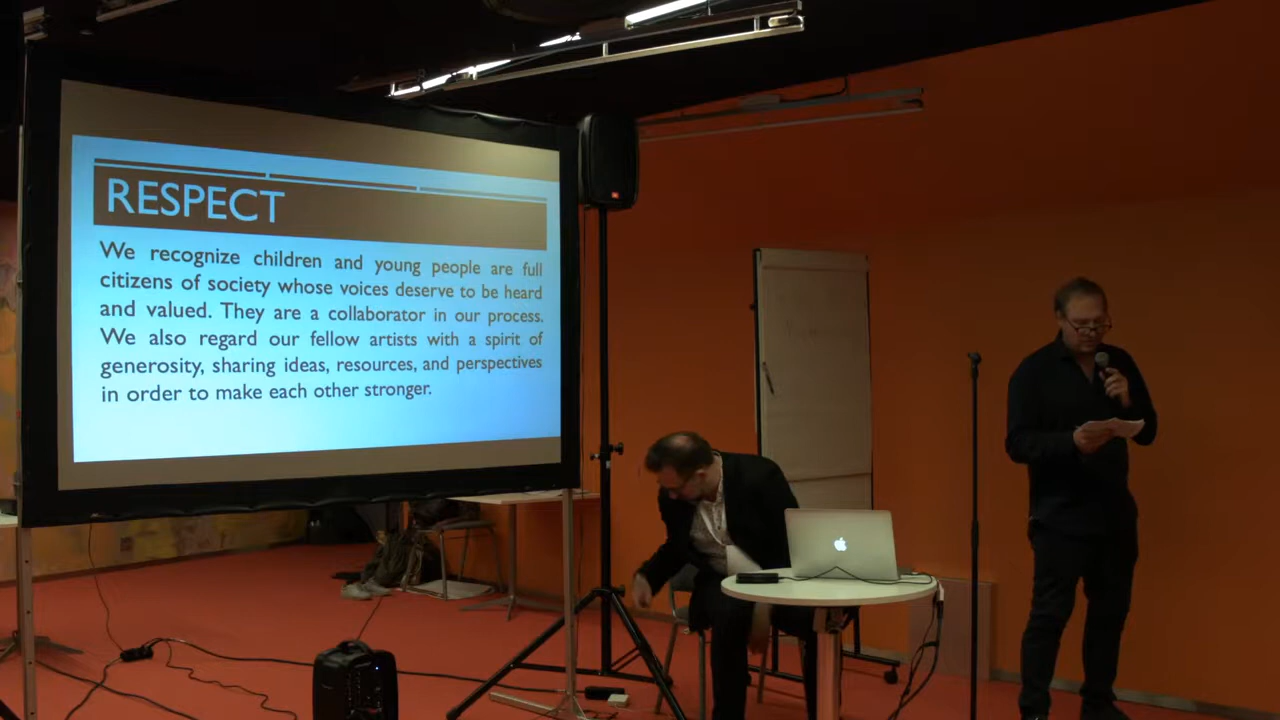 RESPECT
We recognize children and young people are full
citizens of society whose voices deserve to be heard
and valued. They are a collaborator in our process.
We also regard our fellow artists with a spirit of
generosity, sharing ideas, resources, and perspectives
in order to make each other stronger.